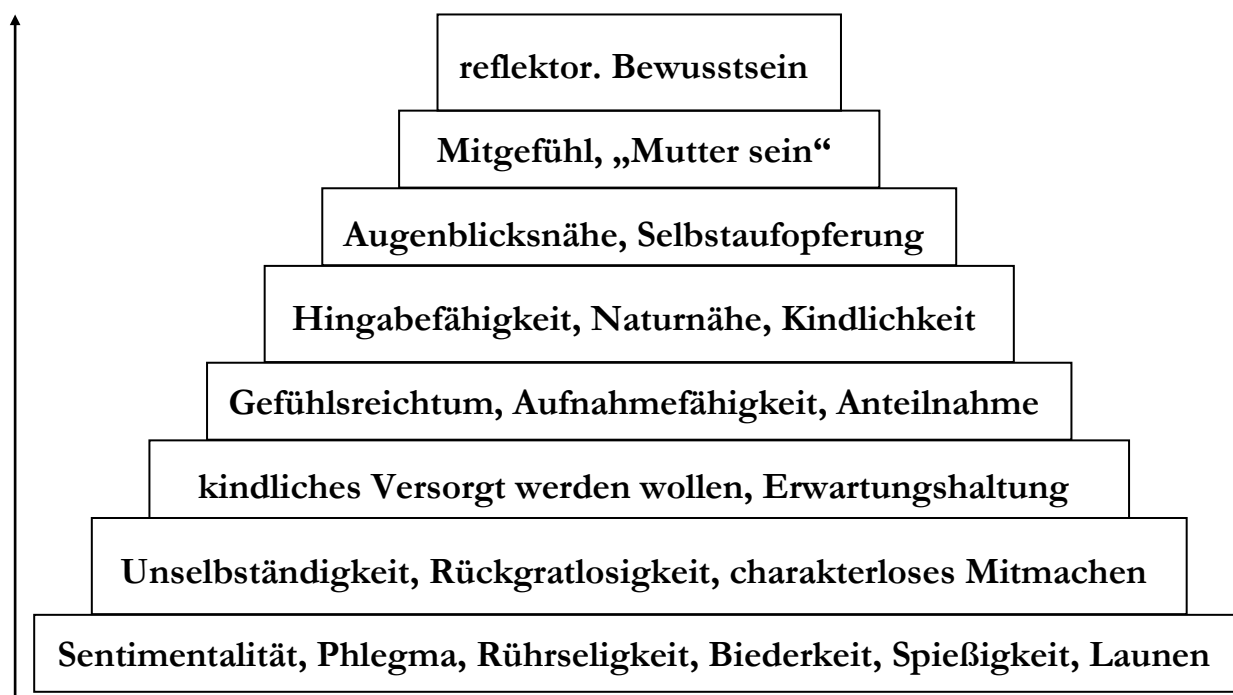 reflektor. Bewusstsein
Mitgefühl, „Mutter sein“
Augenblicksnähe, Selbstaufopferung
Hingabefähigkeit, Naturnähe, Kindlichkeit
Gefühlsreichtum, Aufnahmefähigkeit, Anteilnahme
kindliches Versorgt werden wollen, Erwartungshaltung
Unselbständigkeit, Rückgratlosigkeit, charakterloses Mitmachen
Sentimentalität, Phlegma, Rührseligkeit, Biederkeit, Spießigkeit, Launen